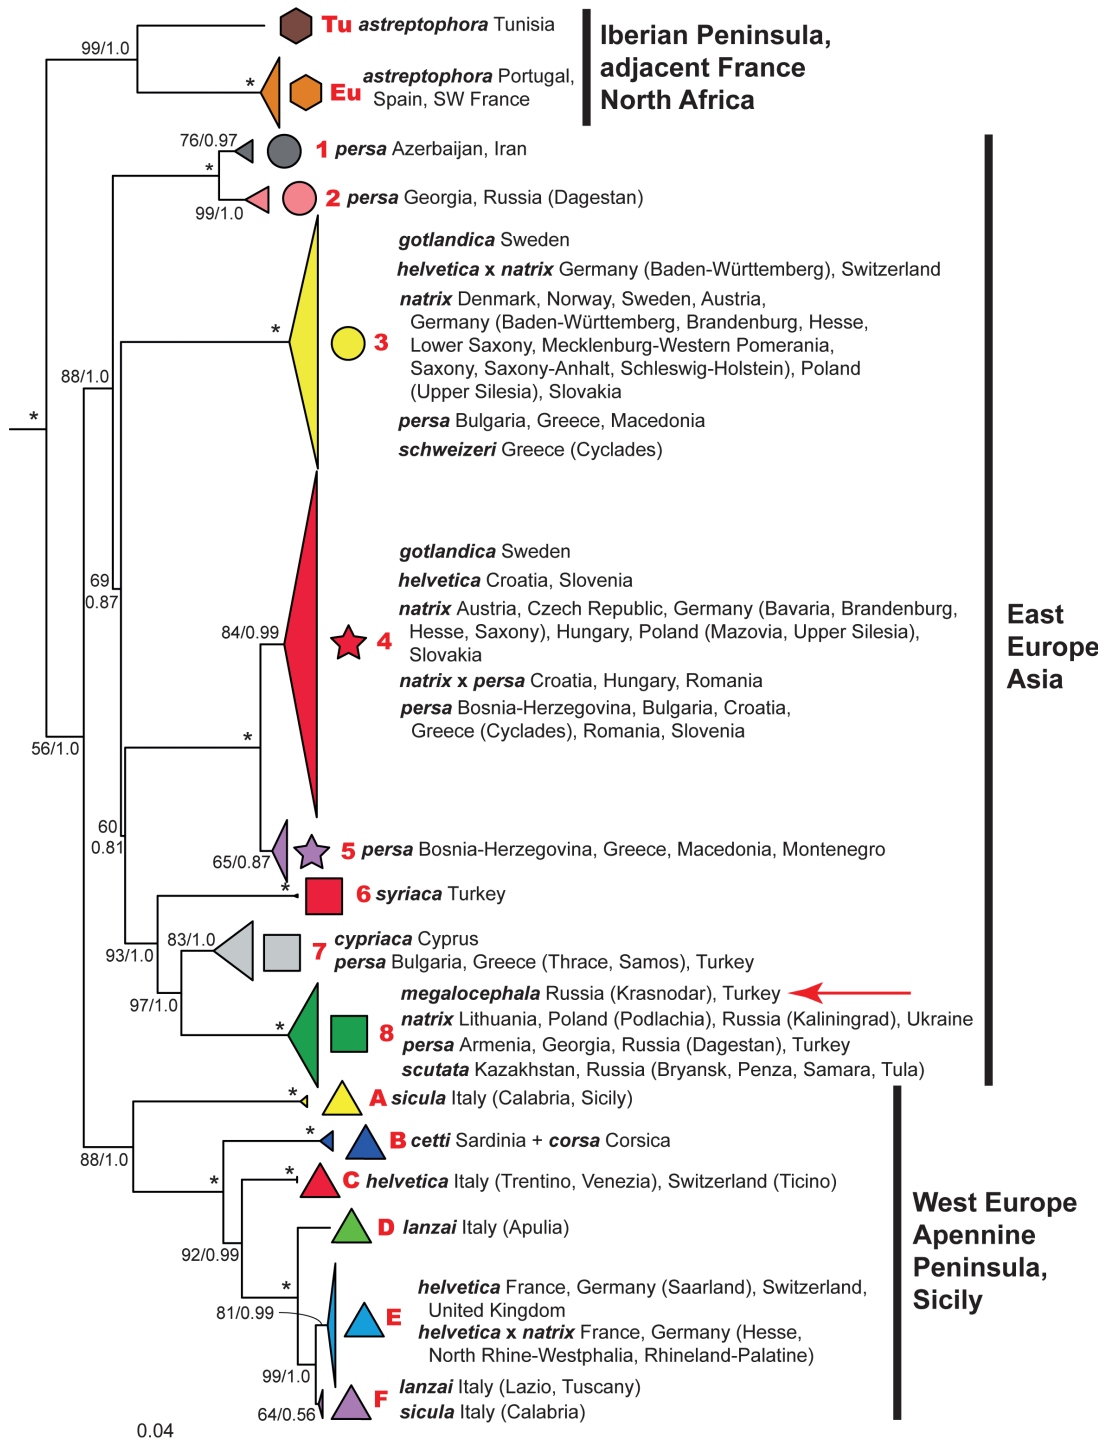 99/1.0
Tu astreptophora Tunisia
*
Eu astreptophora Portugal,
Spain, SW France
Iberian Peninsula,
adjacent France
North Africa
76/0.97
1 persa Azerbaijan, Iran
*
99/1.0
2 persa Georgia, Russia (Dagestan)
gotlandica Sweden
helvetica x natrix Germany (Baden-Württemberg), Switzerland
natrix Denmark, Norway, Sweden, Austria,
Germany (Baden-Württemberg, Brandenburg, Hesse,
Lower Saxony, Mecklenburg-Western Pomerania,
Saxony, Saxony-Anhalt, Schleswig-Holstein), Poland
(Upper Silesia), Slovakia
persa Bulgaria, Greece, Macedonia
schweizeri Greece (Cyclades)
*
3
88/1.0
*
gotlandica Sweden
helvetica Croatia, Slovenia
natrix Austria, Czech Republic, Germany (Bavaria, Brandenburg,
Hesse, Saxony), Hungary, Poland (Mazovia, Upper Silesia),
Slovakia
natrix x persa Croatia, Hungary, Romania
persa Bosnia-Herzegovina, Bulgaria, Croatia,
Greece (Cyclades), Romania, Slovenia
69
0.87
84/0.99
4
East
Europe
Asia
*
56/1.0
60
0.81
65/0.87
5 persa Bosnia-Herzegovina, Greece, Macedonia, Montenegro
*
6 syriaca Turkey
93/1.0
83/1.0
7
cypriaca Cyprus
persa Bulgaria, Greece (Thrace, Samos), Turkey
97/1.0
*
8
megalocephala Russia (Krasnodar), Turkey
natrix Lithuania, Poland (Podlachia), Russia (Kaliningrad), Ukraine
persa Armenia, Georgia, Russia (Dagestan), Turkey
scutata Kazakhstan, Russia (Bryansk, Penza, Samara, Tula)
*
A sicula Italy (Calabria, Sicily)
*
B cetti Sardinia + corsa Corsica
88/1.0
*
*
C helvetica Italy (Trentino, Venezia), Switzerland (Ticino)
D lanzai Italy (Apulia)
92/0.99
*
81/0.99
E
helvetica France, Germany (Saarland), Switzerland,
United Kingdom
helvetica x natrix France, Germany (Hesse,
North Rhine-Westphalia, Rhineland-Palatine)
99/1.0
64/0.56
F
lanzai Italy (Lazio, Tuscany)
sicula Italy (Calabria)
West Europe
Apennine
Peninsula,
Sicily
0.04